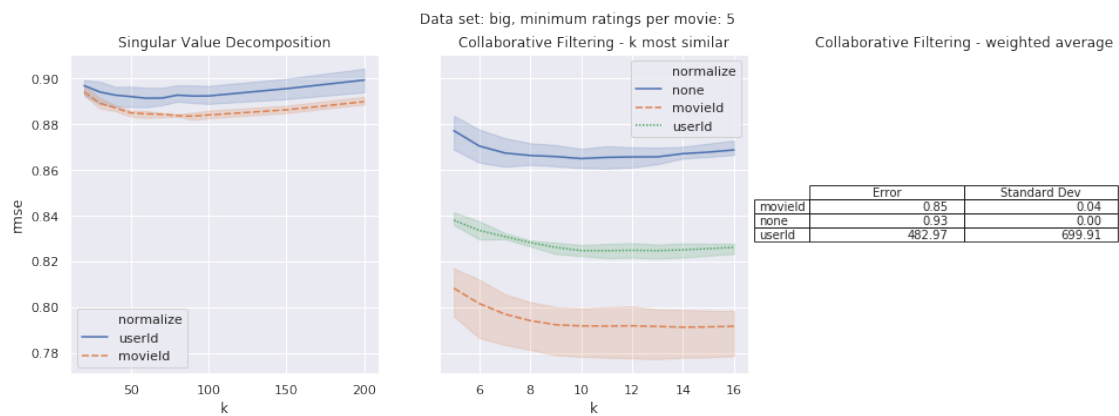 Data set: big, minimum ratings per movie: 5
Singular Value Decomposition
0.90
0.88
0.86
0.84
0.82
0.80
0.78
rmse
normalize
userId
movieId
50
100
150
200
k
Collaborative Filtering - k most similar
normalize
none
movieId
userId
6
8
10
12
14
16
k
Collaborative Filtering - weighted average
Error Standard Dev
movieId 0.85 0.04
none 0.93 0.00
userId 482.97 699.91